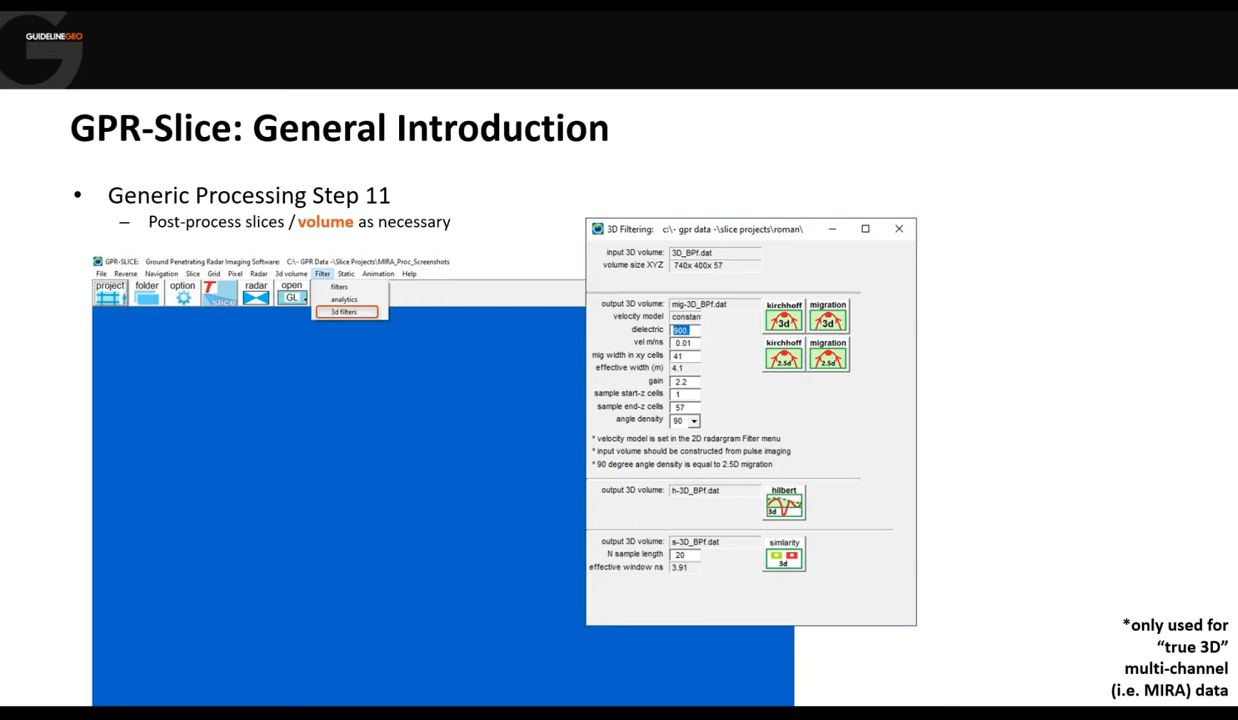 GUIDELINEGEO
GPR-Slice: General Introduction
• Generic Processing Step 11
– Post-process slices / volume as necessary
GPR-SLICE: Ground Penetrating Radar Imaging Software: C:\- GPR Data -\Slice Projects\MIRA_Proc_Screenshots
File Reverse Navigation Slice Grid Pixel Radar 3d volume Filter Static Animation Help
project folder option T slice radar open GL
filters
analytics
3d filters
3D Filtering: c:\- gpr data -\slice projects\roman\
input 3D volume: 3D_BPf.dat
volume size XYZ 740x 400x 57
output 3D volume: mig-3D_BPf.dat
velocity model constan
dielectric 900.
vel m/ns 0.01
mig width in xy cells 41
effective width (m) 4.1
gain 2.2
sample start-z cells 1
sample end-z cells 57
angle density 90
kirchhoff migration
3d 3d
kirchhoff migration
2.5d 2.5d
* velocity model is set in the 2D radargram Filter menu
* input volume should be constructed from pulse imaging
* 90 degree angle density is equal to 2.5D migration
output 3D volume: h-3D_BPf.dat
hilbert
3d
output 3D volume: s-3D_BPf.dat
N sample length 20
effective window ns 3.91
similarity
3d
*only used for
“true 3D”
multi-channel
(i.e. MIRA) data